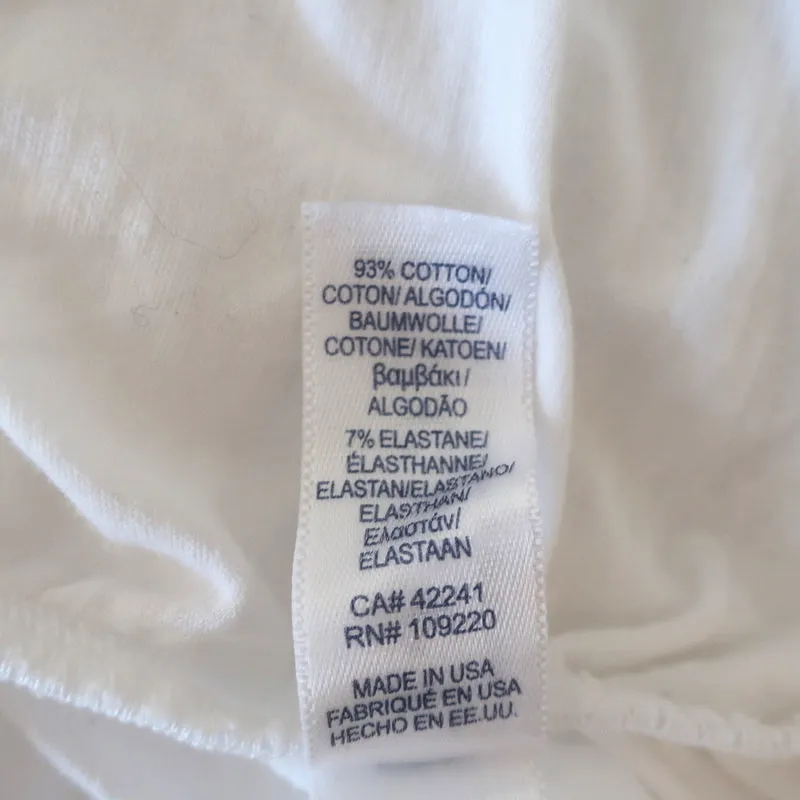 93% COTTON/
COTON/ALGODÓN/
BAUMWOLLE/
COTONE/KATOEN/
βαμβάκι/
ALGODÃO
7% ELASTANE/
ÉLASTHANNE/
ELASTAN/ELASTANO/
ELASTHAN/
Ελαστάν/
ELASTAAN
CA# 42241
RN# 109220
MADE IN USA
FABRIQUÉ EN USA
HECHO EN EE.UU.